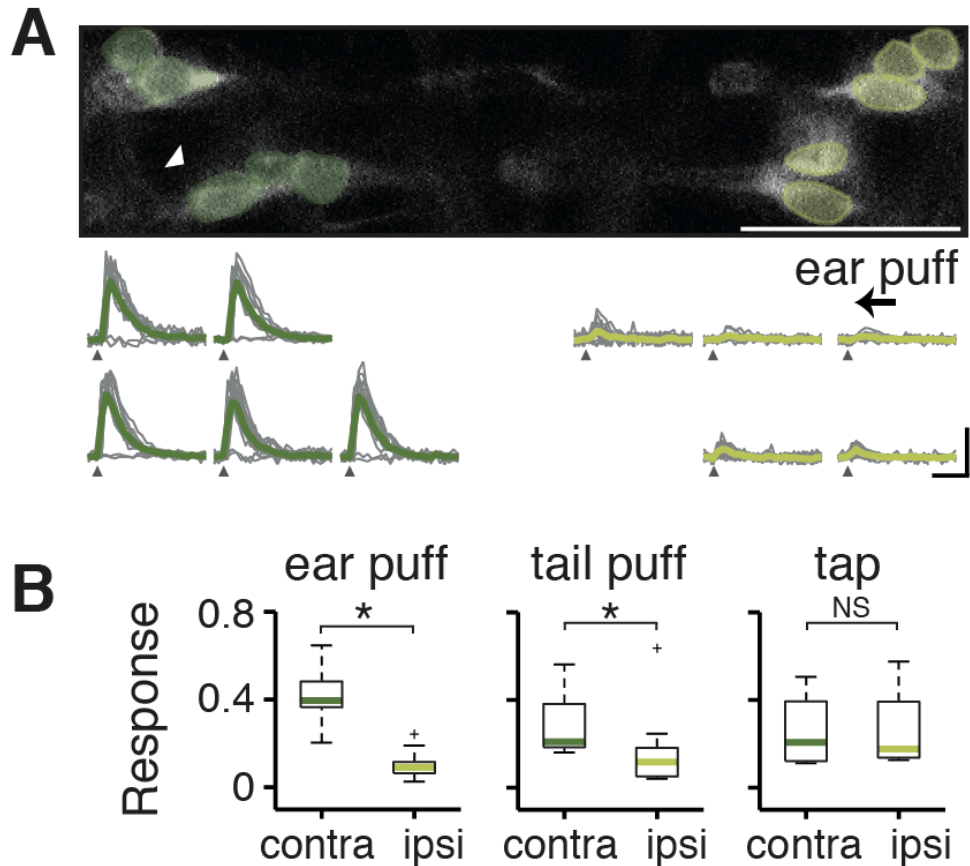 A
ear puff
B
ear puff
tail puff
tap
*
*
NS
Response
0.8
0.4
0
contra ipsi
contra ipsi
contra ipsi